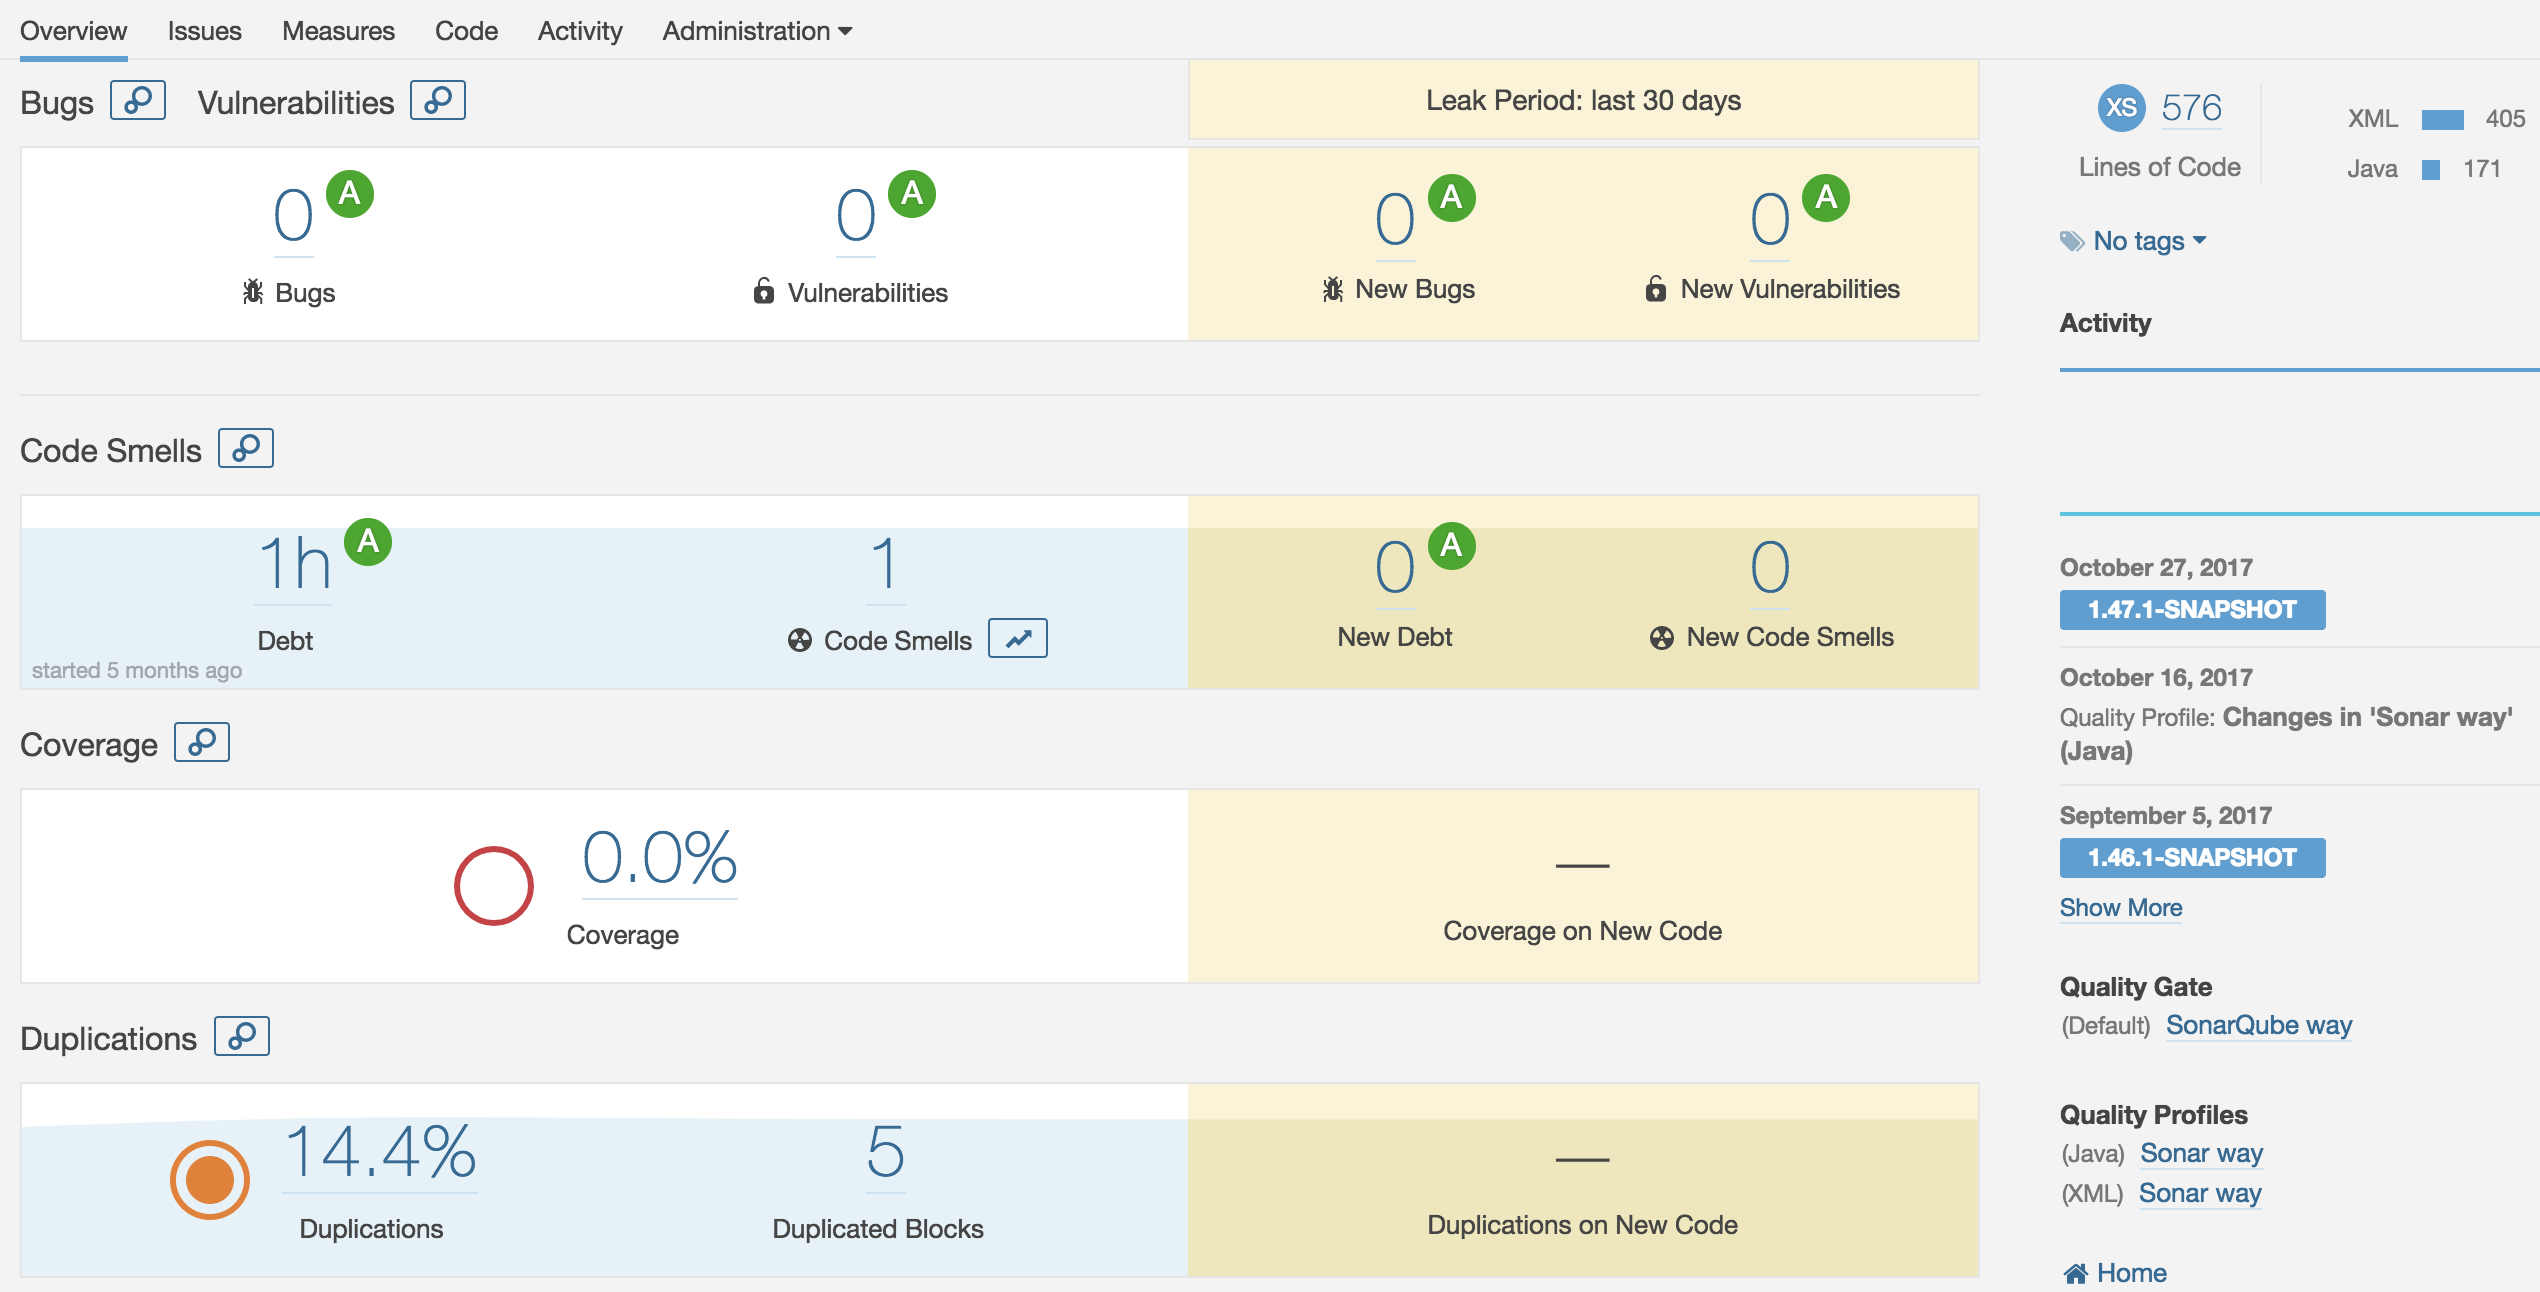 Overview Issues Measures Code Activity Administration
Bugs Vulnerabilities
Leak Period: last 30 days
0 A
Bugs
0 A
Vulnerabilities
0 A
New Bugs
0 A
New Vulnerabilities
Code Smells
1h A
Debt
started 5 months ago
1
Code Smells
0 A
New Debt
0
New Code Smells
Coverage
0.0%
Coverage
—
Coverage on New Code
Duplications
14.4%
Duplications
5
Duplicated Blocks
—
Duplications on New Code
XS 576
Lines of Code
XML 405
Java 171
No tags
Activity
October 27, 2017
1.47.1-SNAPSHOT
October 16, 2017
Quality Profile: Changes in 'Sonar way'
(Java)
September 5, 2017
1.46.1-SNAPSHOT
Show More
Quality Gate
(Default) SonarQube way
Quality Profiles
(Java) Sonar way
(XML) Sonar way
Home